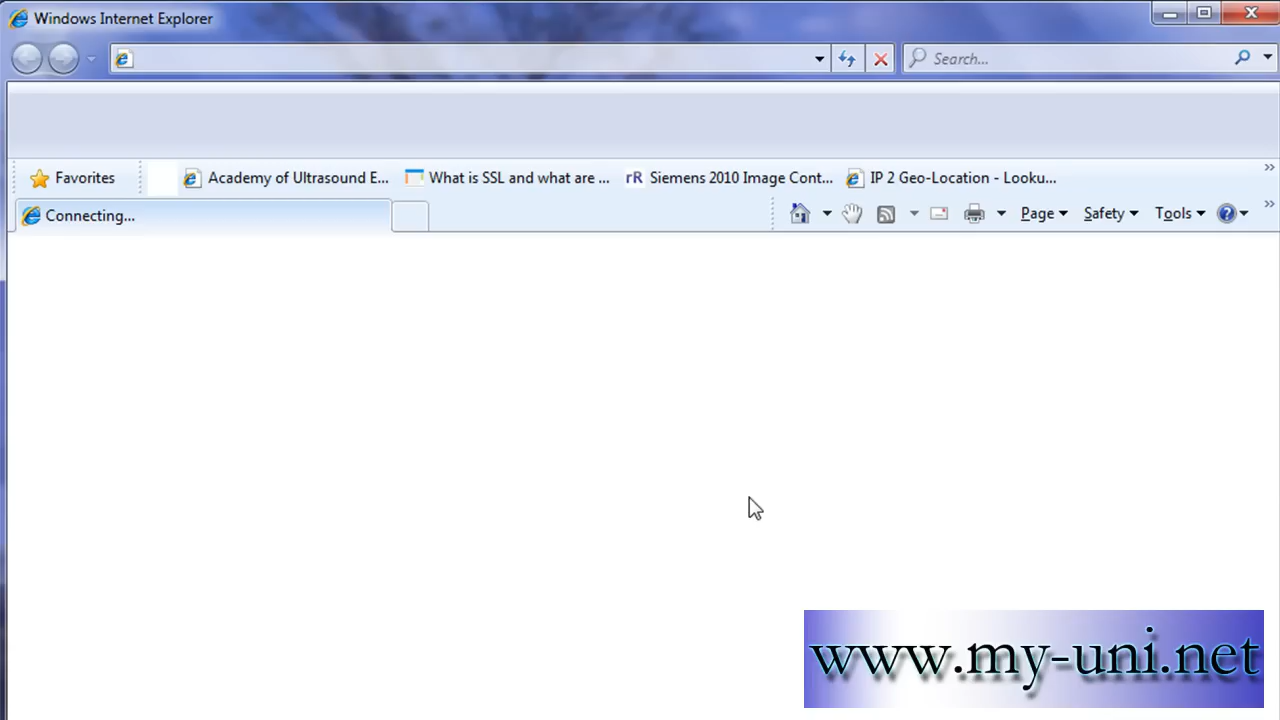 Windows Internet Explorer
Search...
Favorites
Academy of Ultrasound E...
What is SSL and what are ...
rR Siemens 2010 Image Cont...
IP 2 Geo-Location - Looku...
Connecting...
Page
Safety
Tools
www.my-uni.net